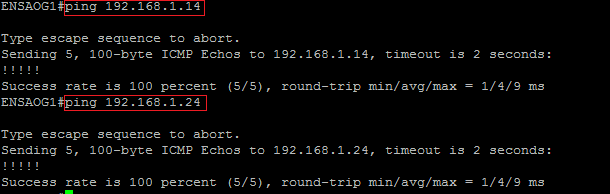 ENSAOG1#ping 192.168.1.14
Type escape sequence to abort.
Sending 5, 100-byte ICMP Echos to 192.168.1.14, timeout is 2 seconds:
!!!!!
Success rate is 100 percent (5/5), round-trip min/avg/max = 1/4/9 ms
ENSAOG1#ping 192.168.1.24
Type escape sequence to abort.
Sending 5, 100-byte ICMP Echos to 192.168.1.24, timeout is 2 seconds:
!!!!!
Success rate is 100 percent (5/5), round-trip min/avg/max = 1/4/9 ms